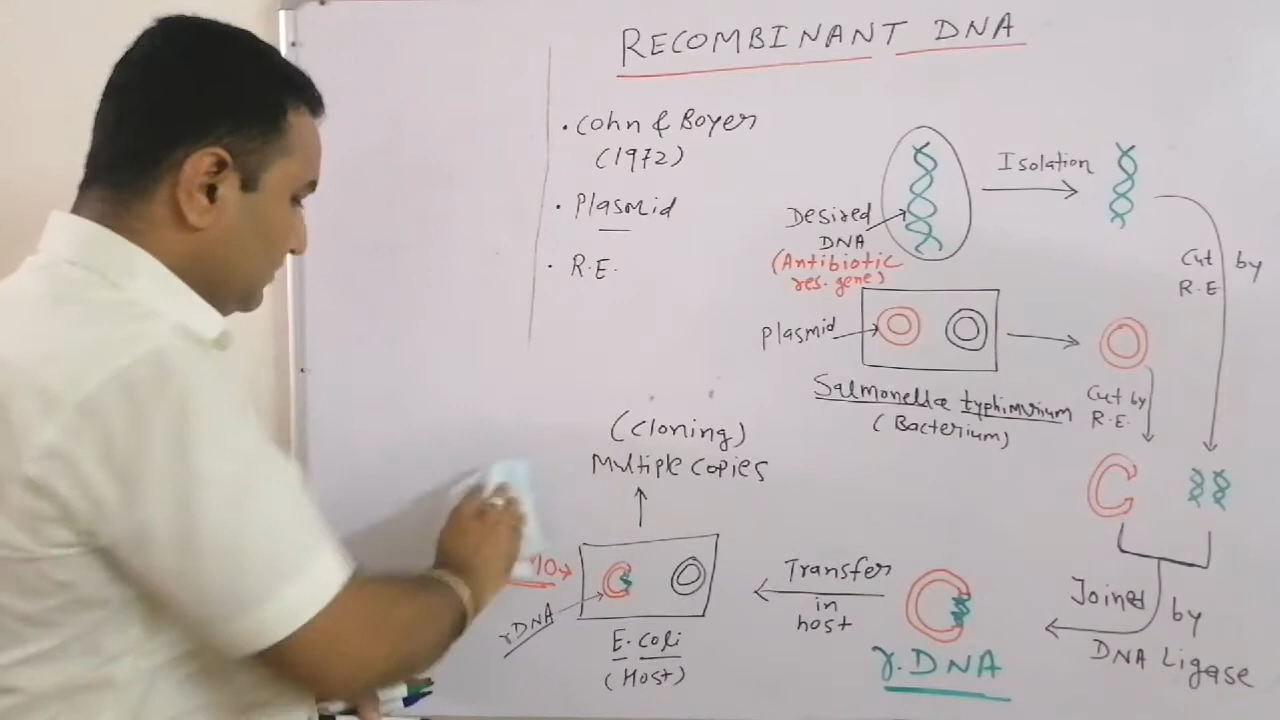 RECOMBINANT DNA
• Cohn & Boyer
(1972)
• Plasmid
• R.E.
Isolation
Desired
DNA
(Antibiotic
res. gene)
Cut by
R.E
Plasmid
Salmonella typhimurium
(Bacterium)
Cut by
R.E.
(Cloning)
Multiple copies
rDNA
E. coli
(Host)
Transfer
in
host
r.DNA
Joined by
DNA Ligase